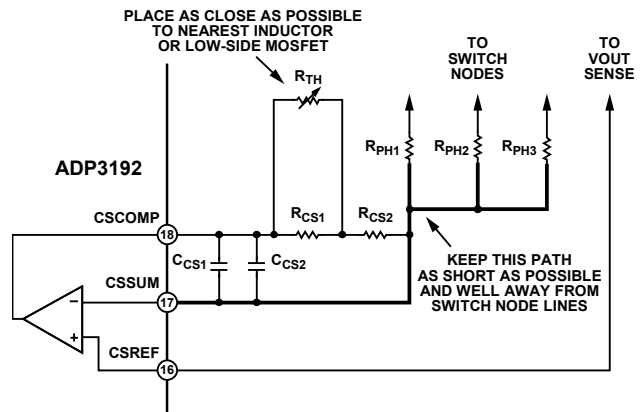 PLACE AS CLOSE AS POSSIBLE
TO NEAREST INDUCTOR
OR LOW-SIDE MOSFET
TO
SWITCH
NODES
TO
VOUT
SENSE
RTH
RPH1
RPH2
RPH3
ADP3192
CSCOMP
18
RCS1
RCS2
CCS1
CCS2
KEEP THIS PATH
AS SHORT AS POSSIBLE
AND WELL AWAY FROM
SWITCH NODE LINES
CSSUM
17
–
+
CSREF
16